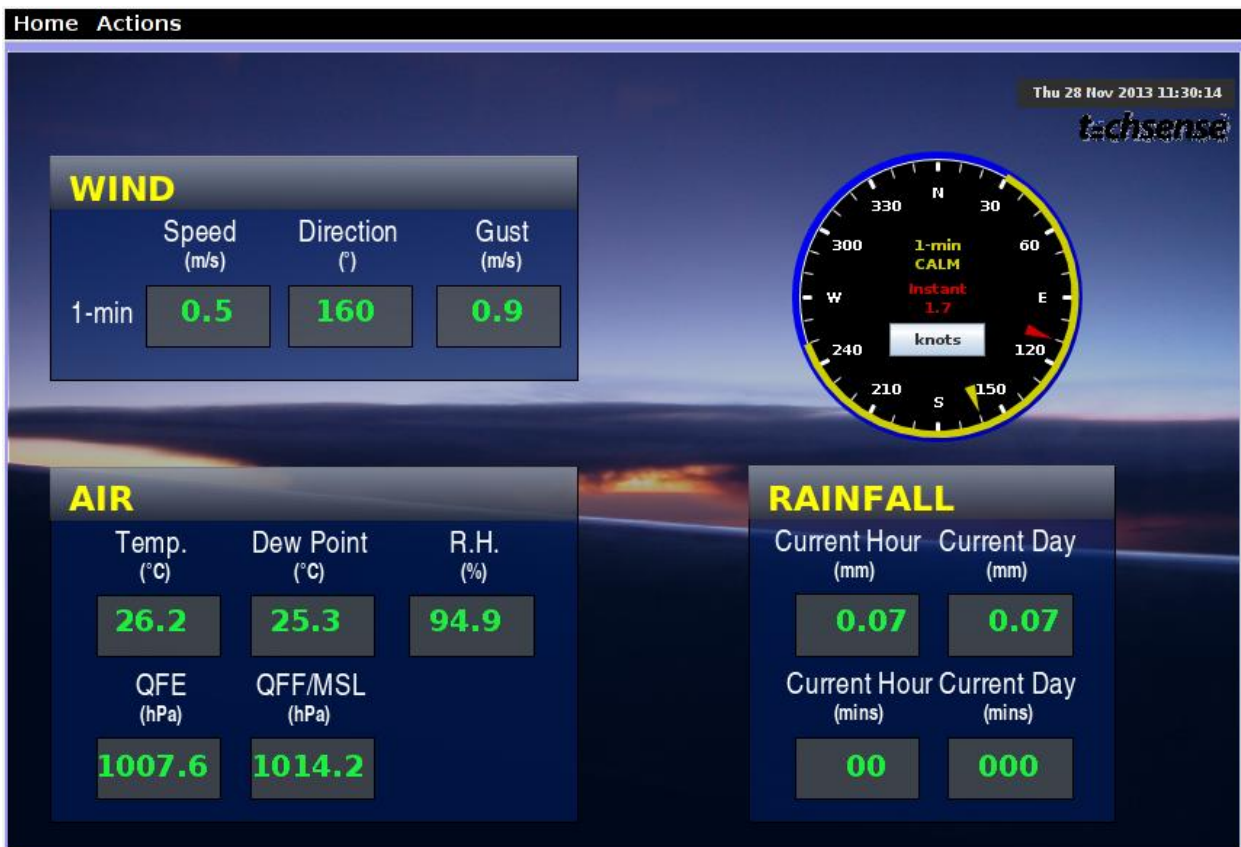 Home Actions
Thu 28 Nov 2013 11:30:14
t=chsense
WIND
Speed Direction Gust
(m/s) (°) (m/s)
1-min 0.5 160 0.9
N
330 30
300 60
1-min
CALM
Instant
1.7
W E
knots
240 120
210 150
S
AIR
Temp. Dew Point R.H.
(°C) (°C) (%)
26.2 25.3 94.9
QFE QFF/MSL
(hPa) (hPa)
1007.6 1014.2
RAINFALL
Current Hour Current Day
(mm) (mm)
0.07 0.07
Current Hour Current Day
(mins) (mins)
00 000